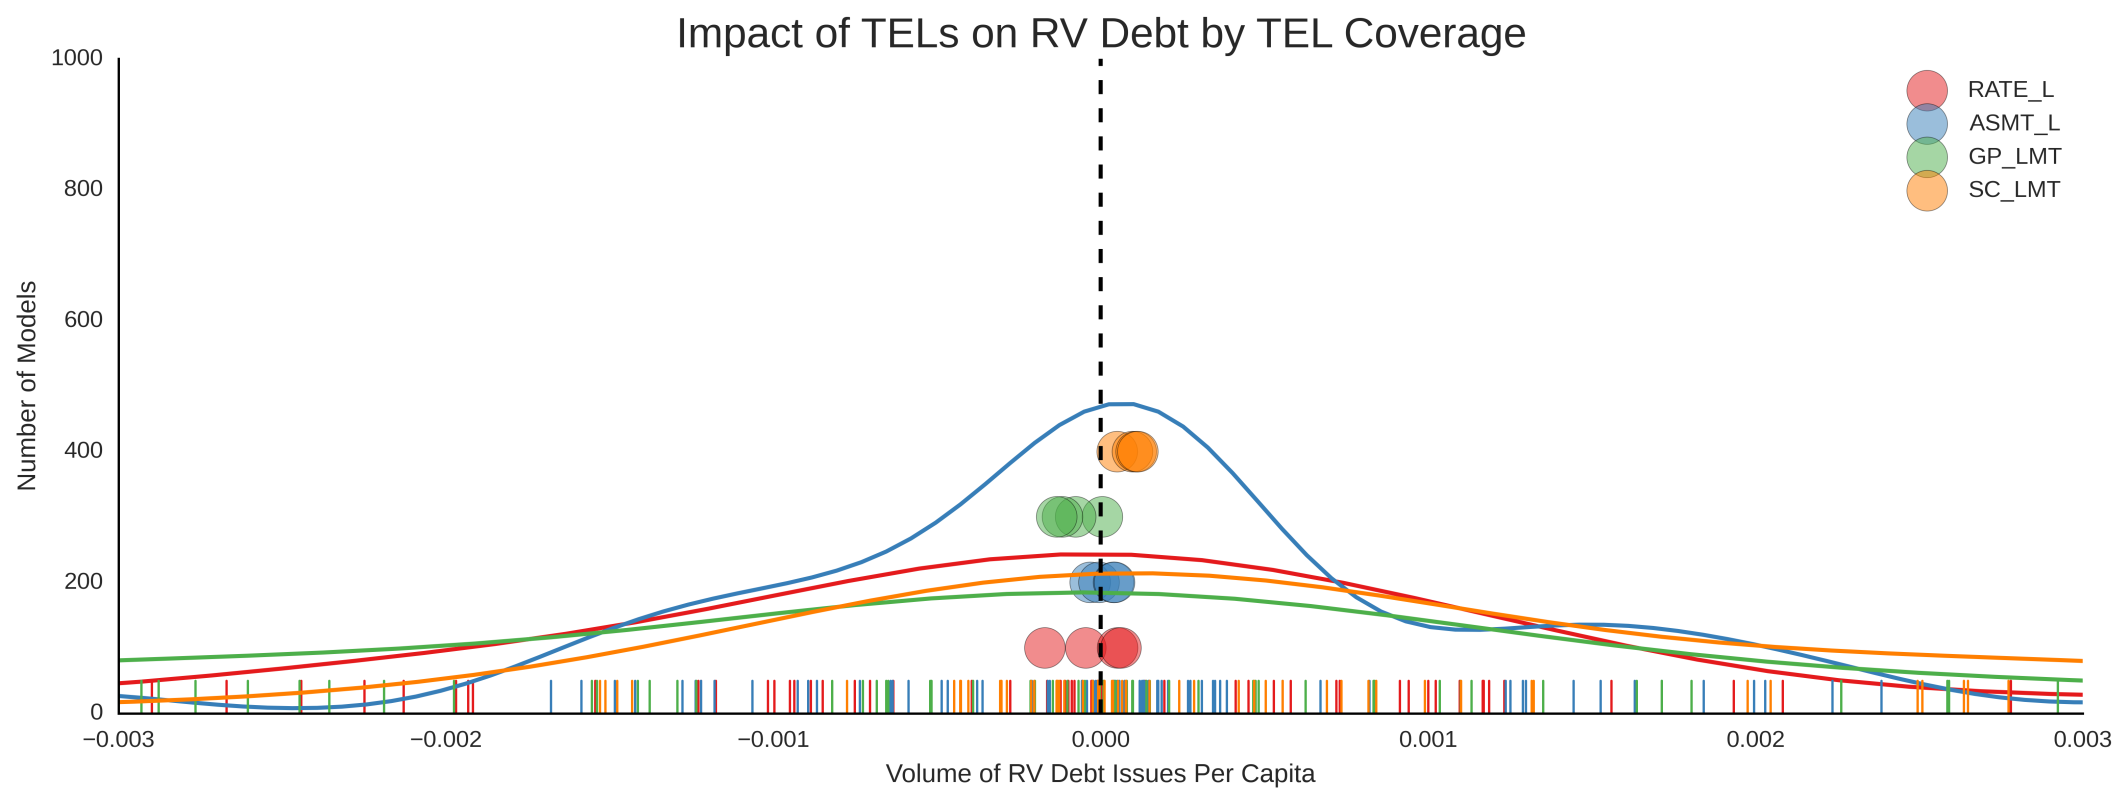 Impact of TELs on RV Debt by TEL Coverage
1000
800
600
400
200
0
Number of Models
RATE_L
ASMT_L
GP_LMT
SC_LMT
−0.003 −0.002 −0.001 0.000 0.001 0.002 0.003
Volume of RV Debt Issues Per Capita